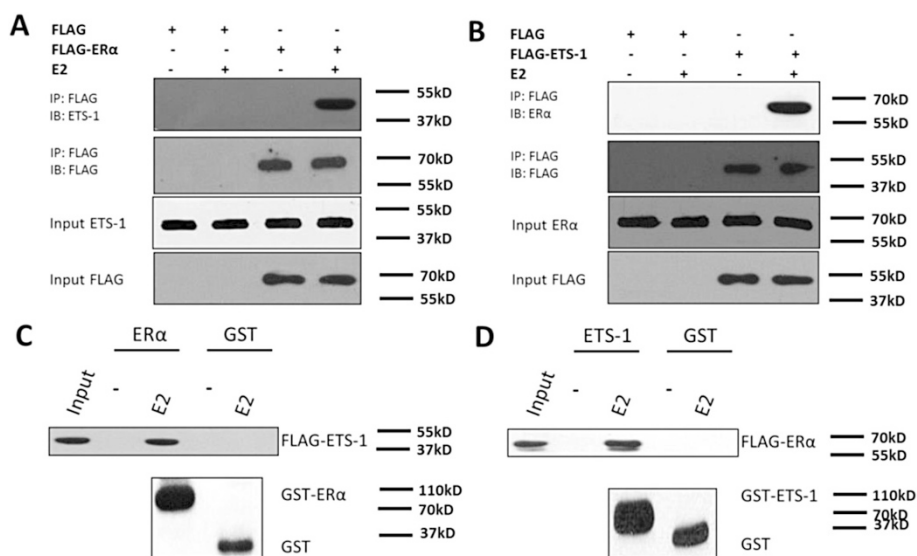 A
FLAG + + - -
FLAG-ERα - - + +
E2 - + - +
IP: FLAG
IB: ETS-1
55kD
37kD
IP: FLAG
IB: FLAG
70kD
55kD
Input ETS-1
55kD
37kD
Input FLAG
70kD
55kD
B
FLAG + + - -
FLAG-ETS-1 - - + +
E2 - + - +
IP: FLAG
IB: ERα
70kD
55kD
IP: FLAG
IB: FLAG
55kD
37kD
Input ERα
70kD
55kD
Input FLAG
55kD
37kD
C
ERα GST
Input - E2 - E2
FLAG-ETS-1
55kD
37kD
GST-ERα
110kD
70kD
37kD
GST
D
ETS-1 GST
Input - E2 - E2
FLAG-ERα
70kD
55kD
GST-ETS-1
110kD
70kD
37kD
GST